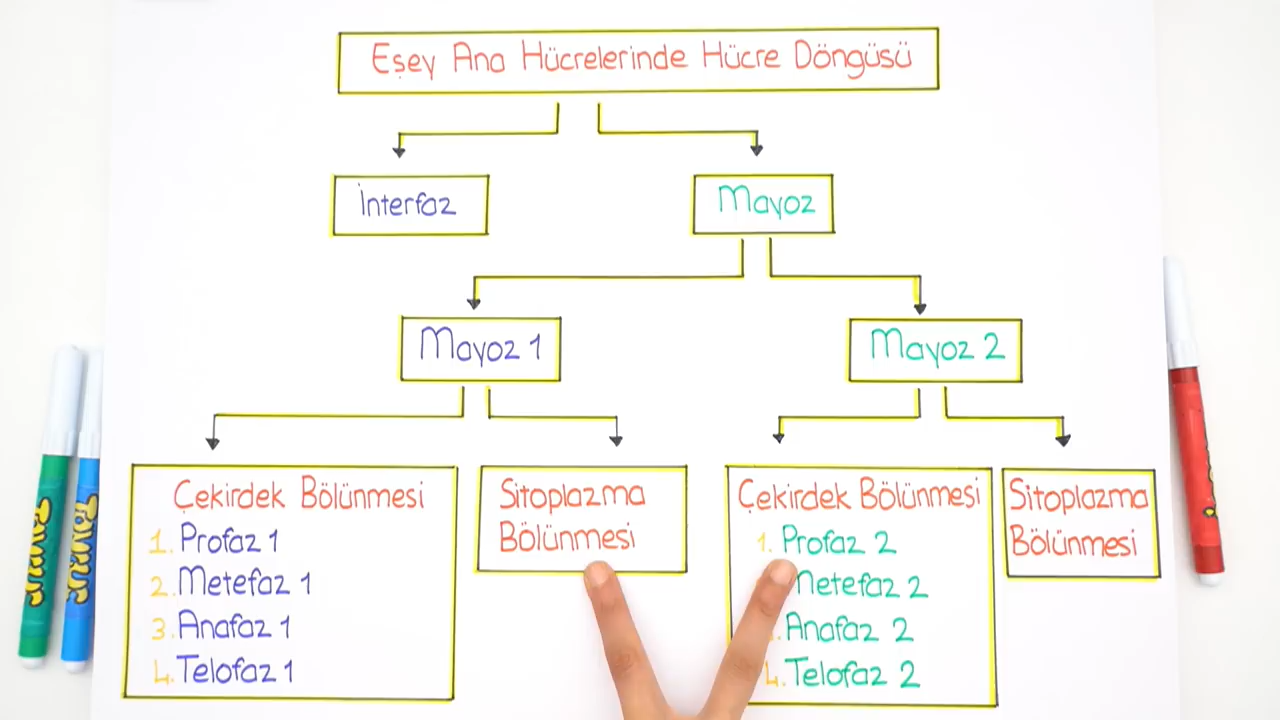 Eşey Ana Hücrelerinde Hücre Döngüsü
İnterfaz
Mayoz
Mayoz 1
Mayoz 2
Çekirdek Bölünmesi
1. Profaz 1
2. Metefaz 1
3. Anafaz 1
4. Telofaz 1
Sitoplazma
Bölünmesi
Çekirdek Bölünmesi
1. Profaz 2
Metefaz 2
Anafaz 2
4. Telofaz 2
Sitoplazma
Bölünmesi